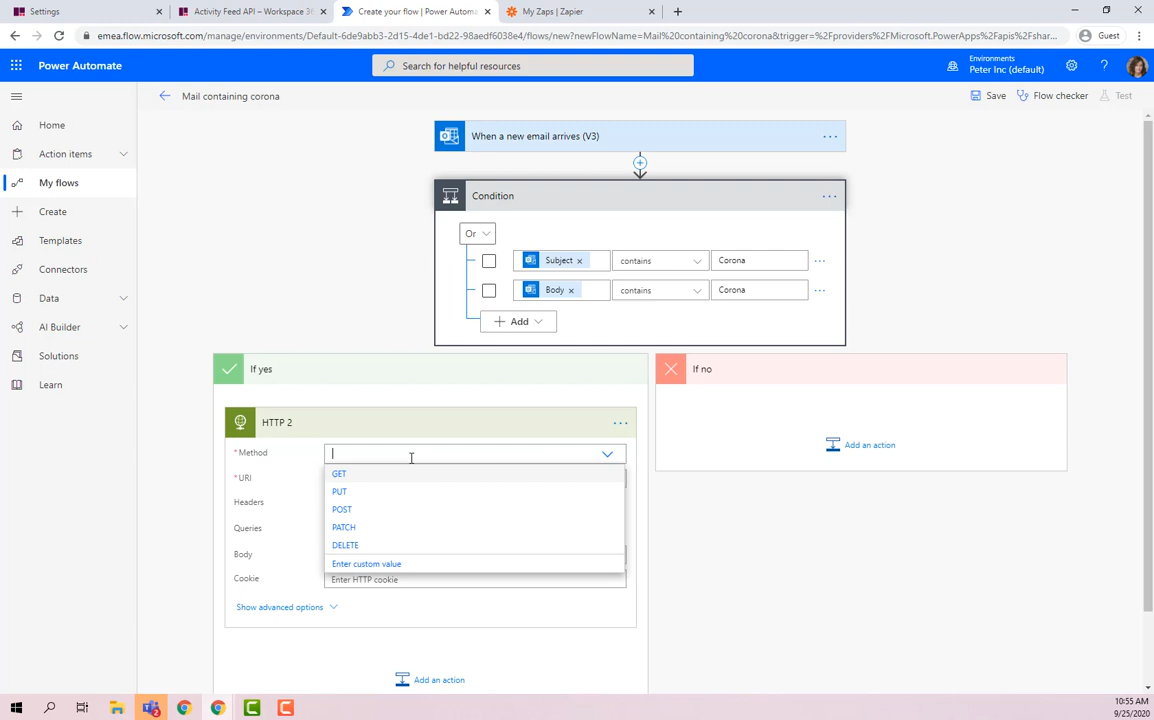 Settings
Activity Feed API – Workspace 36
Create your flow | Power Automa
My Zaps | Zapier
emea.flow.microsoft.com/manage/environments/Default-6de9abb3-2d15-4de1-bd22-98aedf6038e4/flows/new?newFlowName=Mail%20containing%20corona&trigger=%2Fproviders%2FMicrosoft.PowerApps%2Fapis%2Fshar...
Guest
Power Automate
Search for helpful resources
Environments
Peter Inc (default)
Mail containing corona
Save
Flow checker
Test
Home
Action items
My flows
Create
Templates
Connectors
Data
AI Builder
Solutions
Learn
When a new email arrives (V3)
Condition
Or
Subject
contains
Corona
Body
contains
Corona
Add
If yes
If no
HTTP 2
Add an action
* Method
GET
* URI
PUT
Headers
POST
Queries
PATCH
DELETE
Body
Enter custom value
Cookie
Enter HTTP cookie
Show advanced options
Add an action
2
10:55 AM
9/25/2020